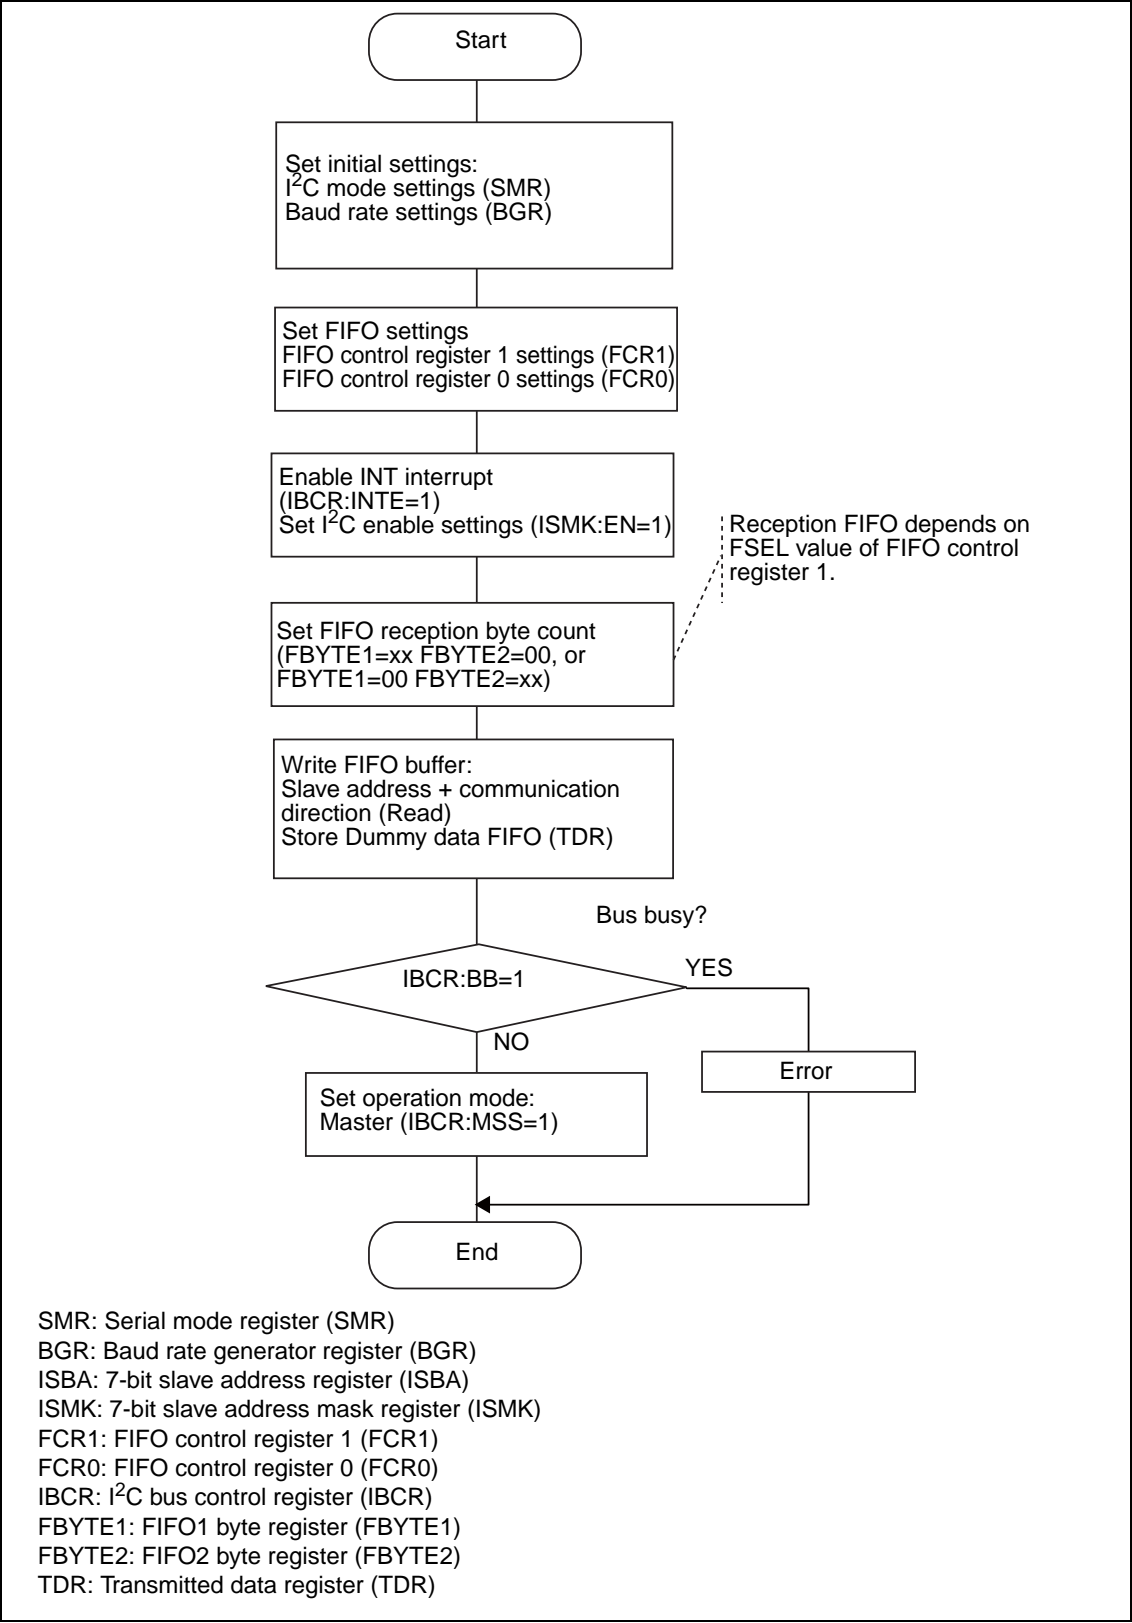 Start
Set initial settings:
I²C mode settings (SMR)
Baud rate settings (BGR)
Set FIFO settings
FIFO control register 1 settings (FCR1)
FIFO control register 0 settings (FCR0)
Enable INT interrupt
(IBCR:INTE=1)
Set I²C enable settings (ISMK:EN=1)
Reception FIFO depends on
FSEL value of FIFO control
register 1.
Set FIFO reception byte count
(FBYTE1=xx FBYTE2=00, or
FBYTE1=00 FBYTE2=xx)
Write FIFO buffer:
Slave address + communication
direction (Read)
Store Dummy data FIFO (TDR)
Bus busy?
IBCR:BB=1
YES
NO
Error
Set operation mode:
Master (IBCR:MSS=1)
End
SMR: Serial mode register (SMR)
BGR: Baud rate generator register (BGR)
ISBA: 7-bit slave address register (ISBA)
ISMK: 7-bit slave address mask register (ISMK)
FCR1: FIFO control register 1 (FCR1)
FCR0: FIFO control register 0 (FCR0)
IBCR: I²C bus control register (IBCR)
FBYTE1: FIFO1 byte register (FBYTE1)
FBYTE2: FIFO2 byte register (FBYTE2)
TDR: Transmitted data register (TDR)